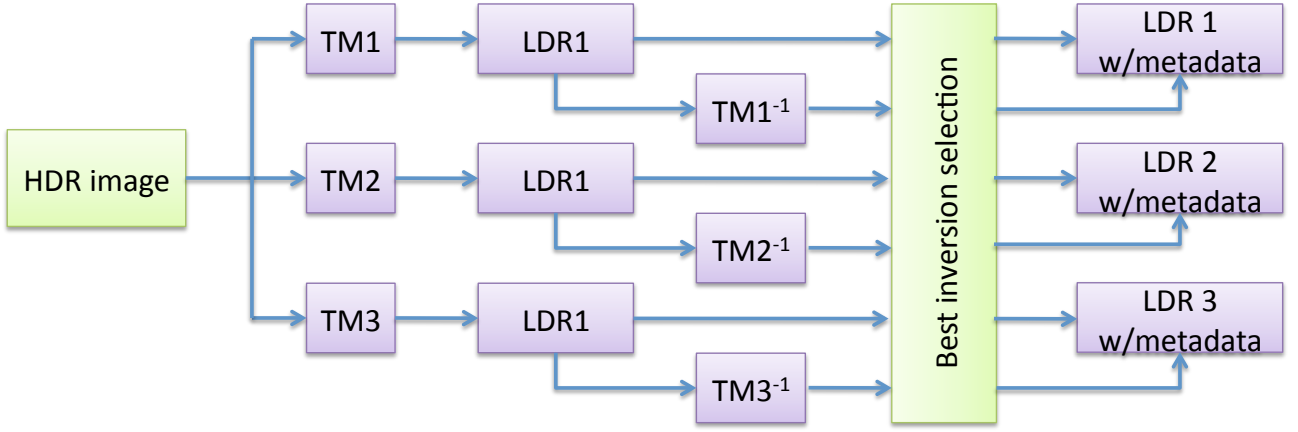 HDR image
TM1
LDR1
TM1⁻¹
TM2
LDR1
TM2⁻¹
TM3
LDR1
TM3⁻¹
Best inversion selection
LDR 1
w/metadata
LDR 2
w/metadata
LDR 3
w/metadata